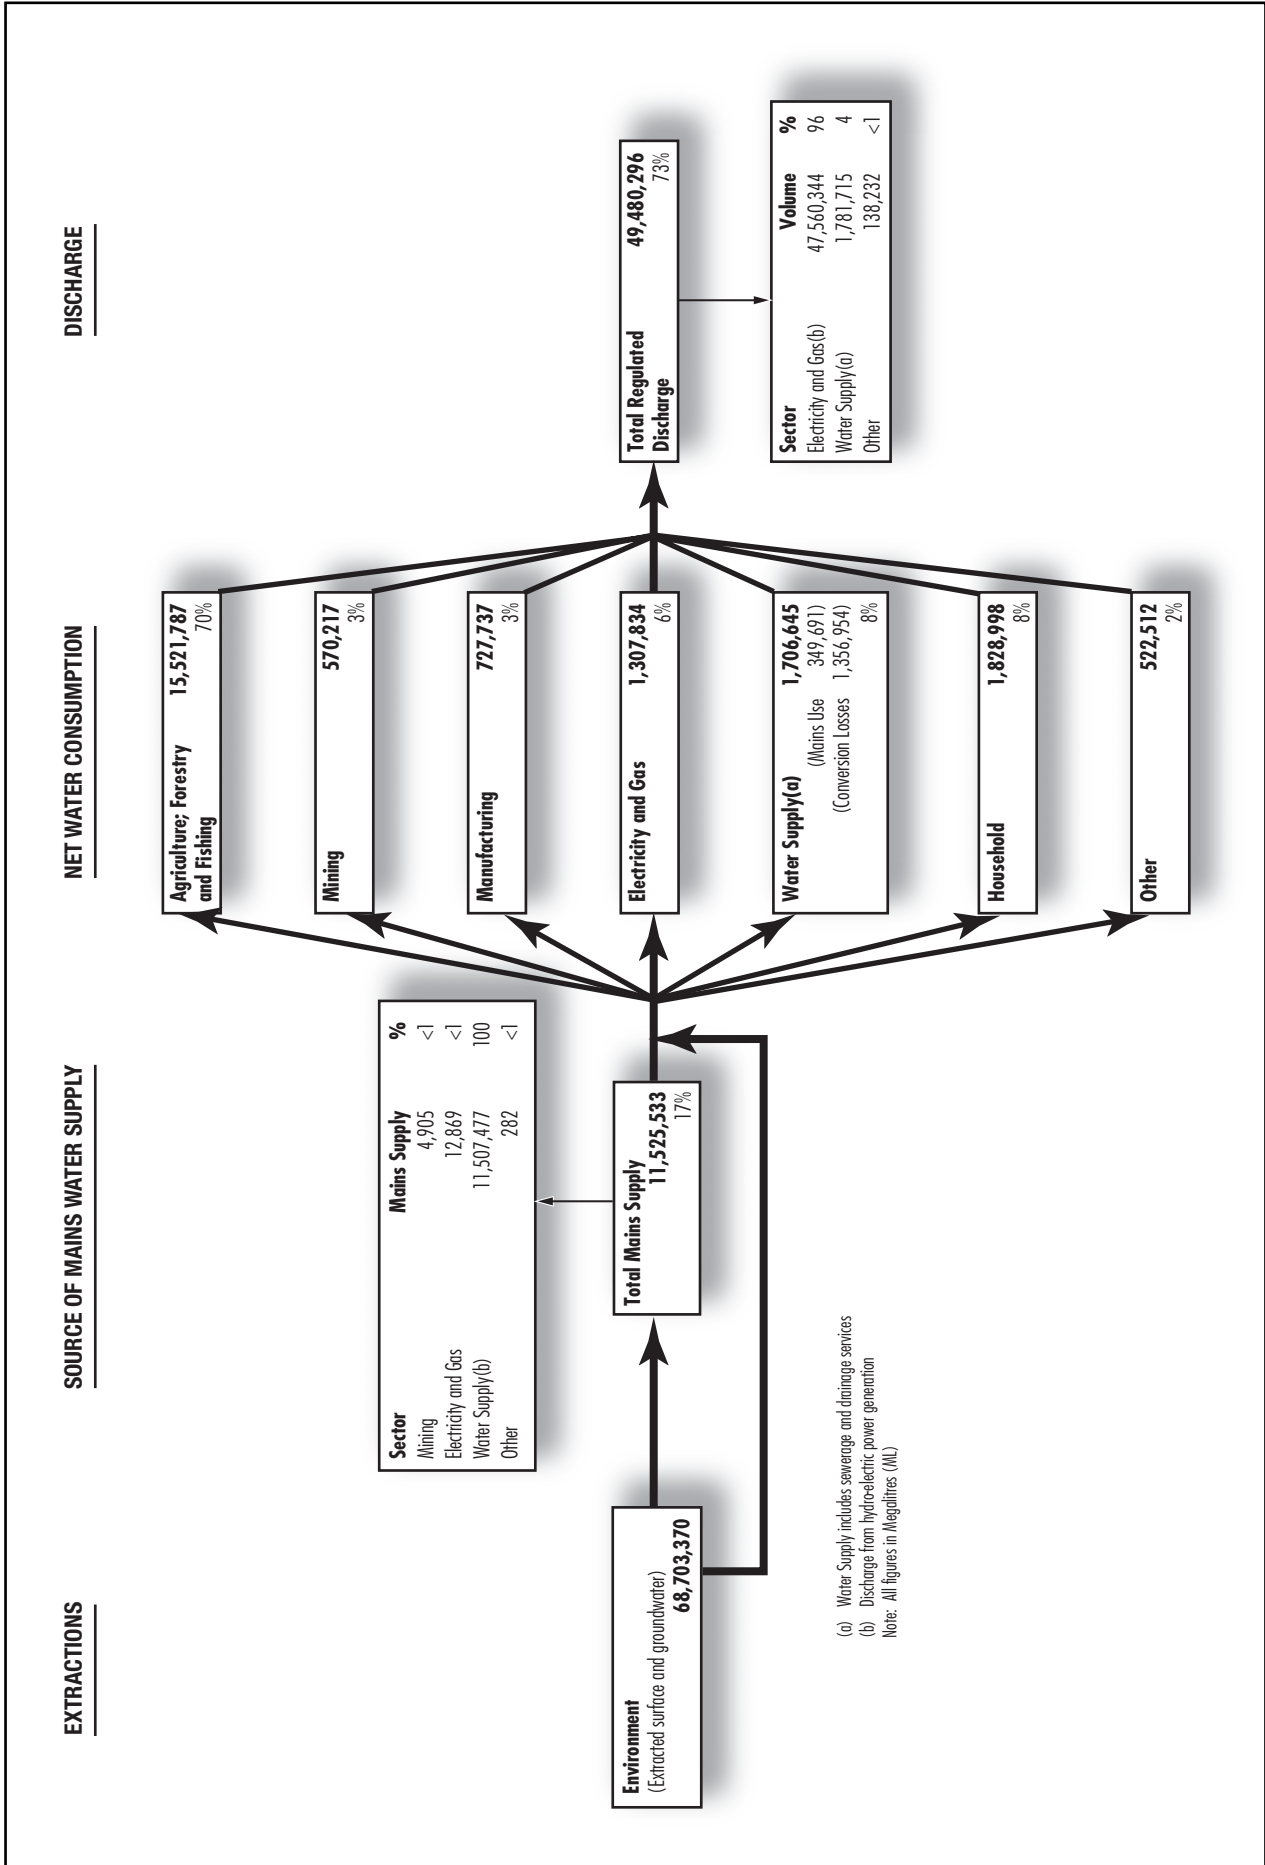 EXTRACTIONS
SOURCE OF MAINS WATER SUPPLY
NET WATER CONSUMPTION
DISCHARGE
Environment
(Extracted surface and groundwater)
68,703,370
Sector Mains Supply %
Mining 4,905 <1
Electricity and Gas 12,869 <1
Water Supply(b) 11,507,477 100
Other 282 <1
Total Mains Supply
11,525,533
17%
Agriculture; Forestry 15,521,787
and Fishing 70%
Mining 570,217
3%
Manufacturing 727,737
3%
Electricity and Gas 1,307,834
6%
Water Supply(a) 1,706,645
(Mains Use 349,691)
(Conversion Losses 1,356,954)
8%
Household 1,828,998
8%
Other 522,512
2%
Total Regulated 49,480,296
Discharge 73%
Sector Volume %
Electricity and Gas(b) 47,560,344 96
Water Supply(a) 1,781,715 4
Other 138,232 <1
(a) Water Supply includes sewerage and drainage services
(b) Discharge from hydro-electric power generation
Note: All figures in Megalitres (ML)